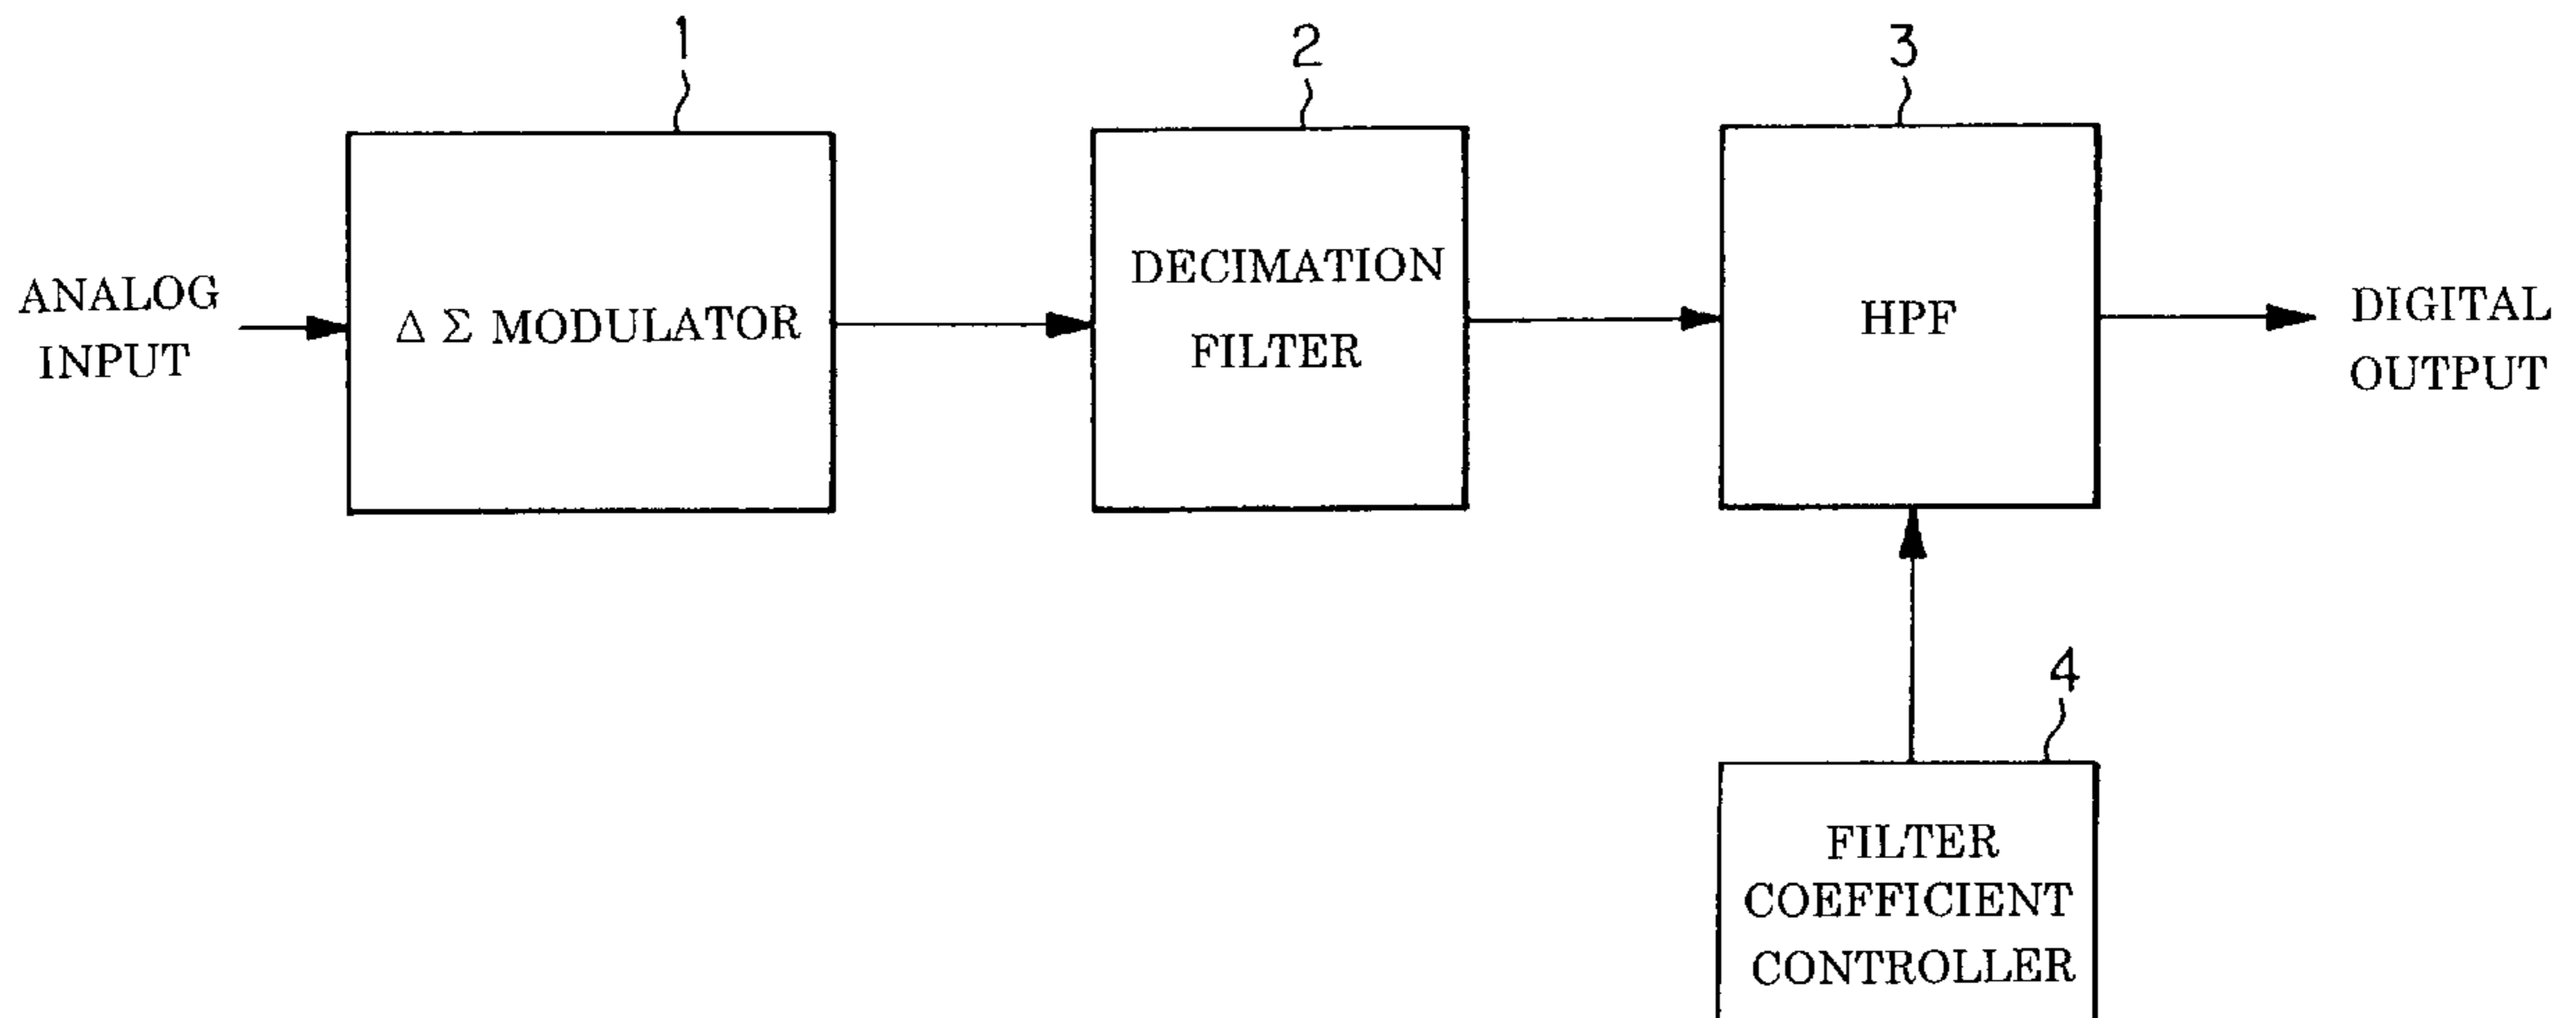 1
2
3
ANALOG
INPUT
Δ Σ MODULATOR
DECIMATION
FILTER
HPF
DIGITAL
OUTPUT
4
FILTER
COEFFICIENT
CONTROLLER